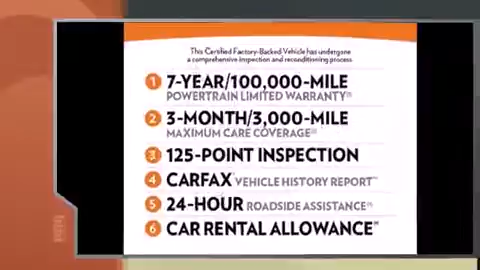 This Certified Factory-Backed Vehicle has undergone
a comprehensive inspection and reconditioning process
1 7-YEAR/100,000-MILE
POWERTRAIN LIMITED WARRANTY
2 3-MONTH/3,000-MILE
MAXIMUM CARE COVERAGE
3 125-POINT INSPECTION
4 CARFAX VEHICLE HISTORY REPORT
5 24-HOUR ROADSIDE ASSISTANCE
6 CAR RENTAL ALLOWANCE